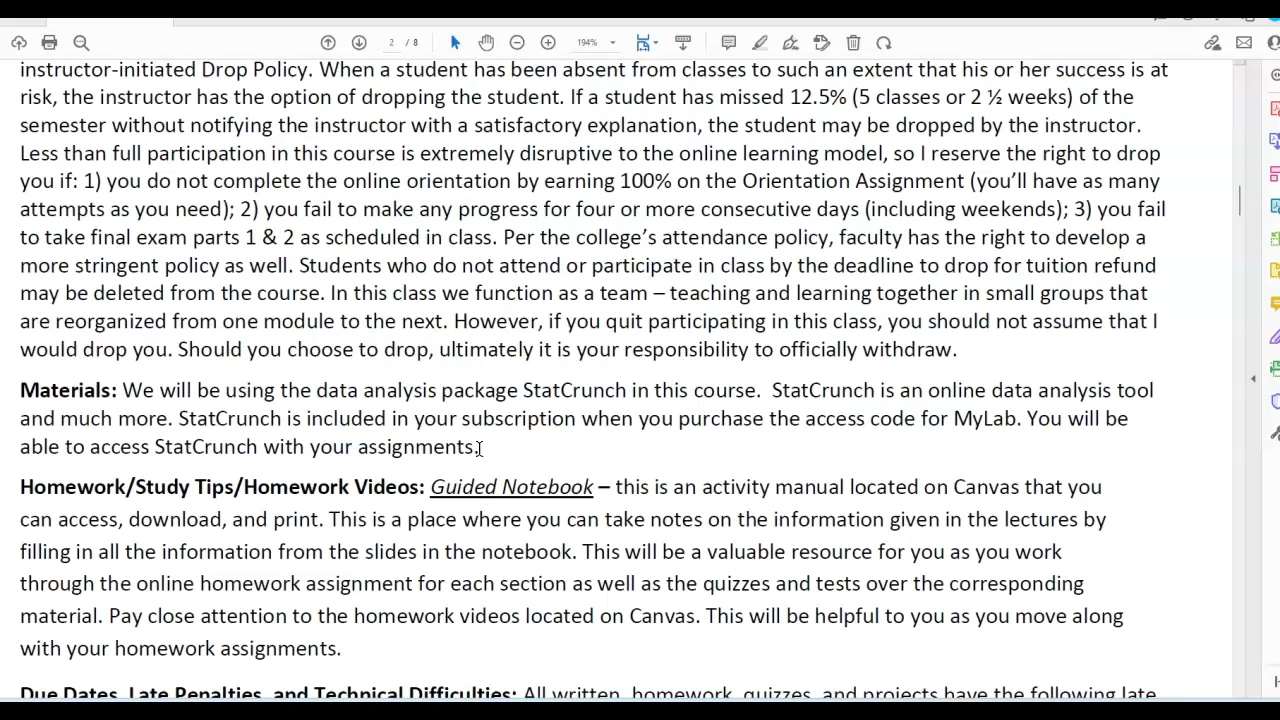 2 / 8
194%
instructor-initiated Drop Policy. When a student has been absent from classes to such an extent that his or her success is at
risk, the instructor has the option of dropping the student. If a student has missed 12.5% (5 classes or 2 ½ weeks) of the
semester without notifying the instructor with a satisfactory explanation, the student may be dropped by the instructor.
Less than full participation in this course is extremely disruptive to the online learning model, so I reserve the right to drop
you if: 1) you do not complete the online orientation by earning 100% on the Orientation Assignment (you’ll have as many
attempts as you need); 2) you fail to make any progress for four or more consecutive days (including weekends); 3) you fail
to take final exam parts 1 & 2 as scheduled in class. Per the college’s attendance policy, faculty has the right to develop a
more stringent policy as well. Students who do not attend or participate in class by the deadline to drop for tuition refund
may be deleted from the course. In this class we function as a team – teaching and learning together in small groups that
are reorganized from one module to the next. However, if you quit participating in this class, you should not assume that I
would drop you. Should you choose to drop, ultimately it is your responsibility to officially withdraw.
Materials: We will be using the data analysis package StatCrunch in this course.  StatCrunch is an online data analysis tool
and much more. StatCrunch is included in your subscription when you purchase the access code for MyLab. You will be
able to access StatCrunch with your assignments.
Homework/Study Tips/Homework Videos: Guided Notebook – this is an activity manual located on Canvas that you
can access, download, and print. This is a place where you can take notes on the information given in the lectures by
filling in all the information from the slides in the notebook. This will be a valuable resource for you as you work
through the online homework assignment for each section as well as the quizzes and tests over the corresponding
material. Pay close attention to the homework videos located on Canvas. This will be helpful to you as you move along
with your homework assignments.
Due Dates, Late Penalties, and Technical Difficulties: All written, homework, quizzes, and projects have the following late